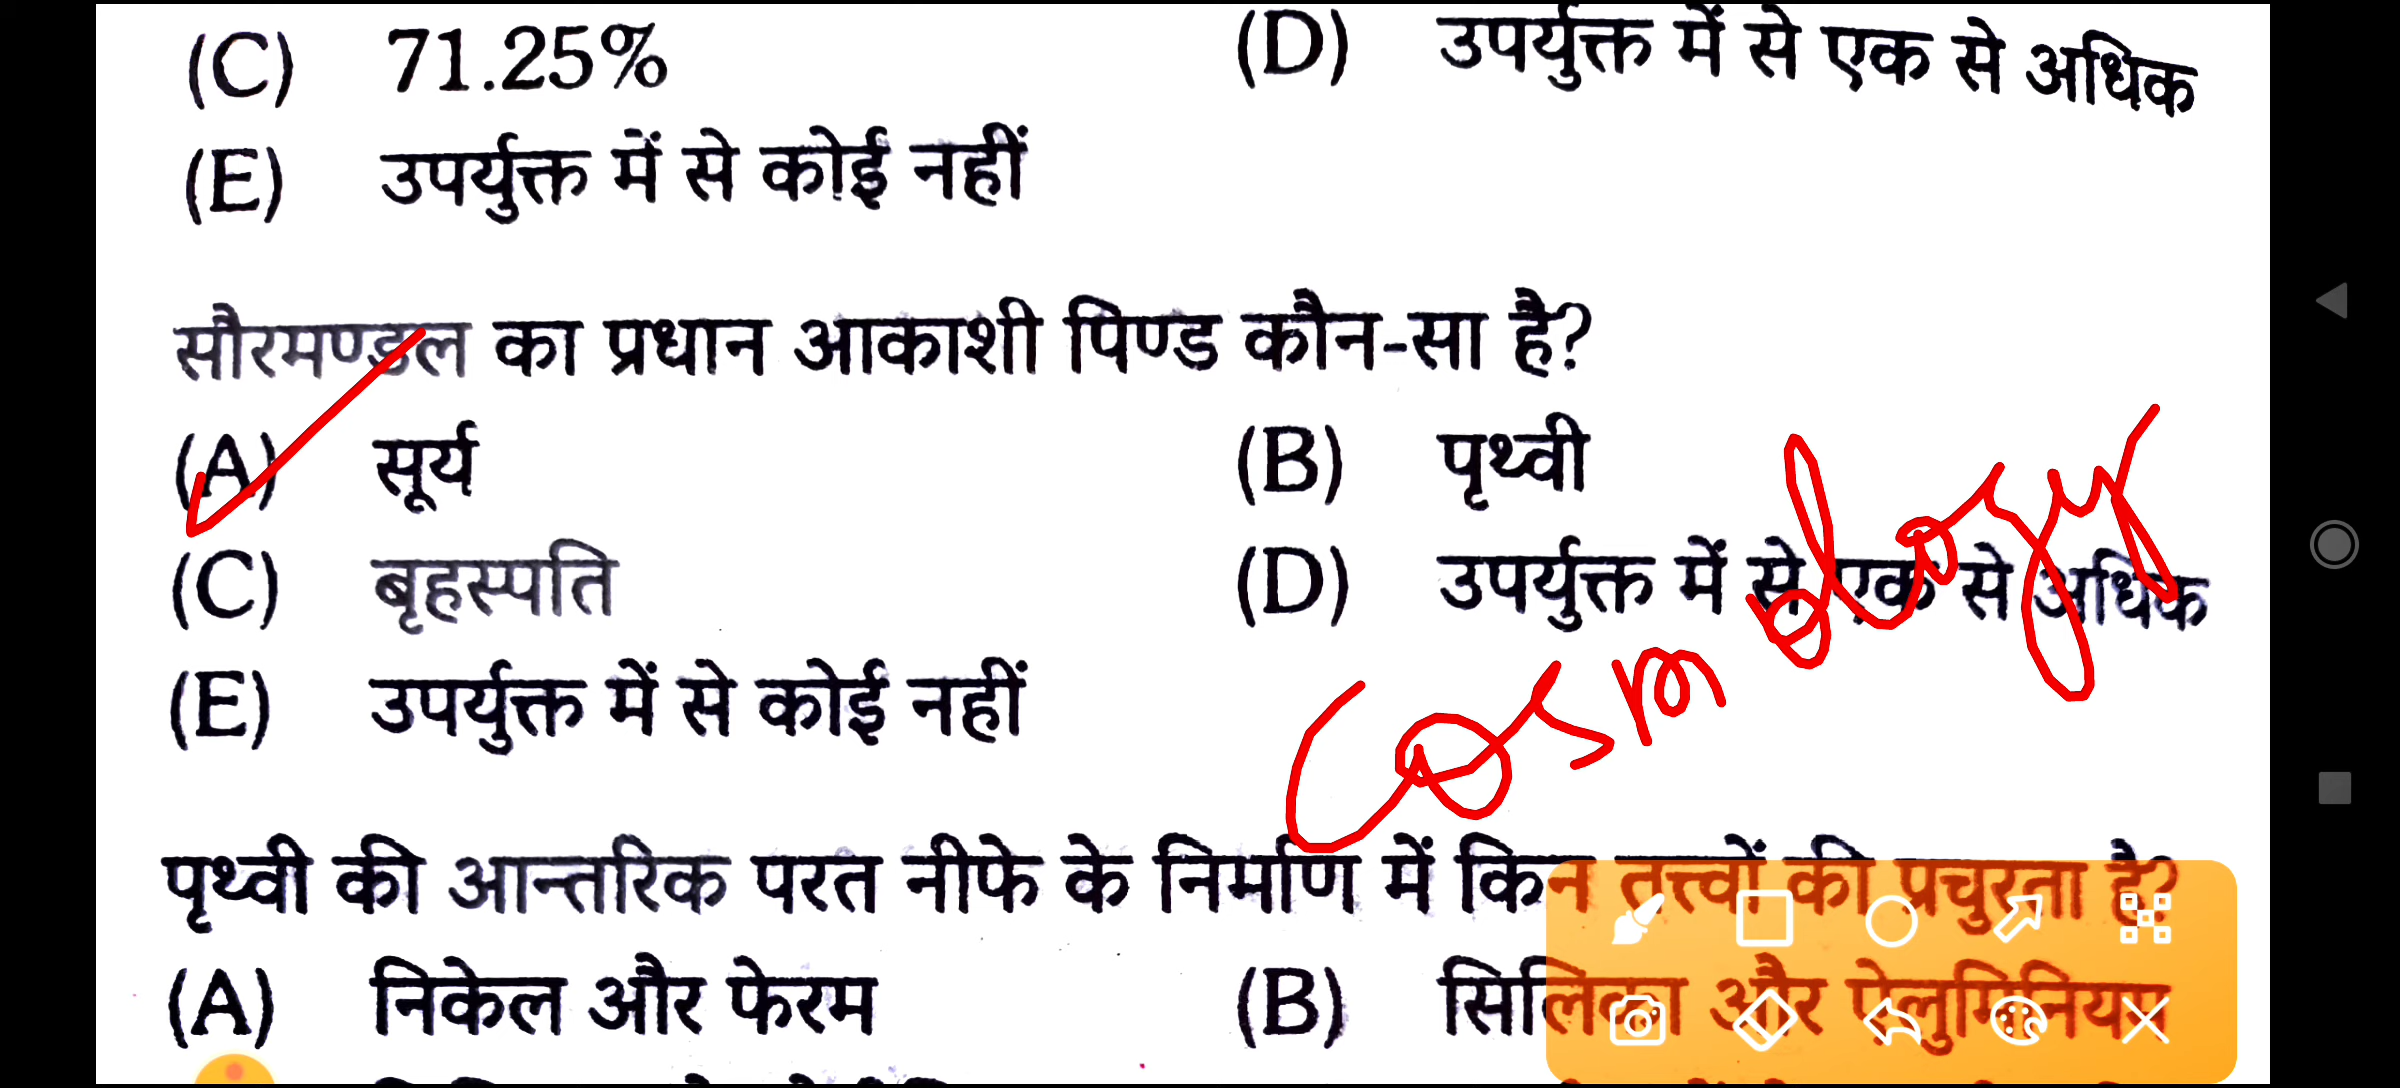 (C) 71.25% (D) उपर्युक्त में से एक से अधिक
(E) उपर्युक्त में से कोई नहीं
सौरमण्डल का प्रधान आकाशी पिण्ड कौन-सा है?
(A) सूर्य (B) पृथ्वी
(C) बृहस्पति (D) उपर्युक्त में से एक से अधिक
(E) उपर्युक्त में से कोई नहीं
Cosmology
पृथ्वी की आन्तरिक परत नीफे के निर्माण में किन तत्त्वों की प्रचुरता है?
(A) निकेल और फेरम (B) सिलिका और ऐलुमिनियम